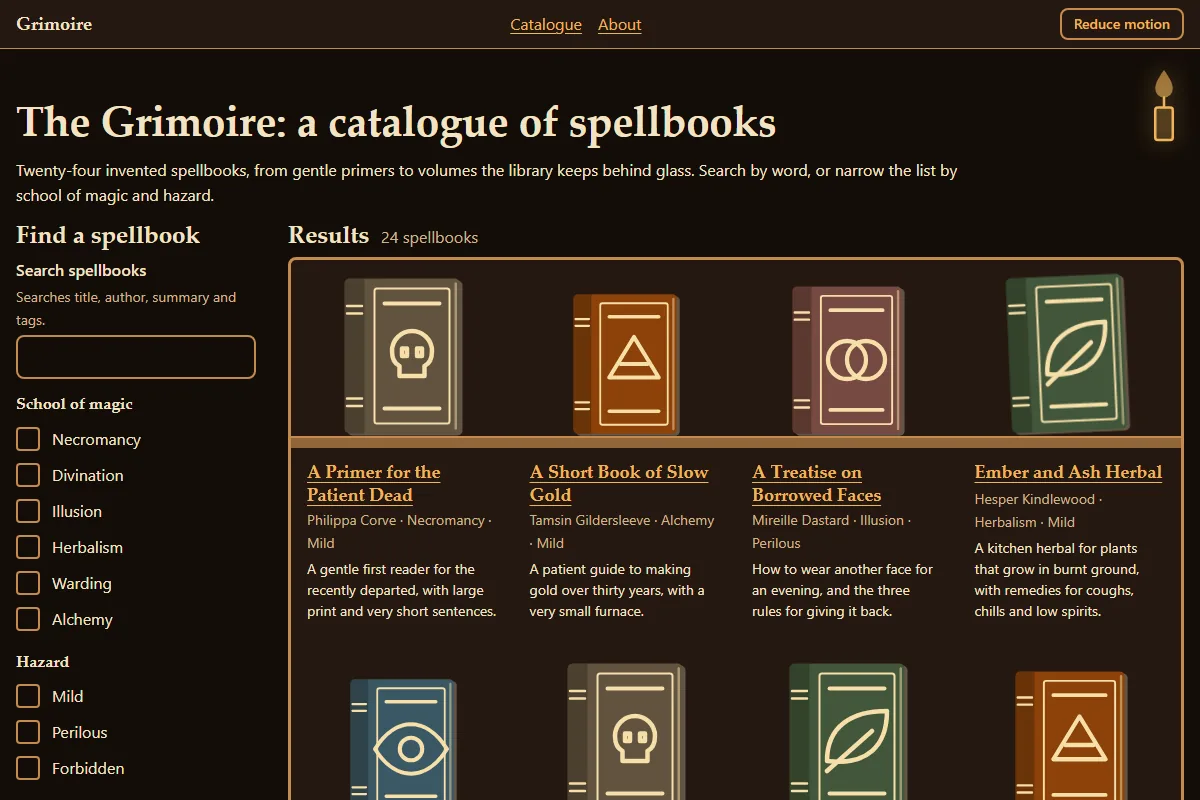 Grimoire
Catalogue
About
Reduce motion
The Grimoire: a catalogue of spellbooks
Twenty-four invented spellbooks, from gentle primers to volumes the library keeps behind glass. Search by word, or narrow the list by
school of magic and hazard.
Find a spellbook
Search spellbooks
Searches title, author, summary and
tags.
School of magic
Necromancy
Divination
Illusion
Herbalism
Warding
Alchemy
Hazard
Mild
Perilous
Forbidden
Results
24 spellbooks
A Primer for the
Patient Dead
Philippa Corve · Necromancy ·
Mild
A gentle first reader for the
recently departed, with large
print and very short sentences.
A Short Book of Slow
Gold
Tamsin Gildersleeve · Alchemy
· Mild
A patient guide to making
gold over thirty years, with a
very small furnace.
A Treatise on
Borrowed Faces
Mireille Dastard · Illusion ·
Perilous
How to wear another face for
an evening, and the three
rules for giving it back.
Ember and Ash Herbal
Hesper Kindlewood ·
Herbalism · Mild
A kitchen herbal for plants
that grow in burnt ground,
with remedies for coughs,
chills and low spirits.